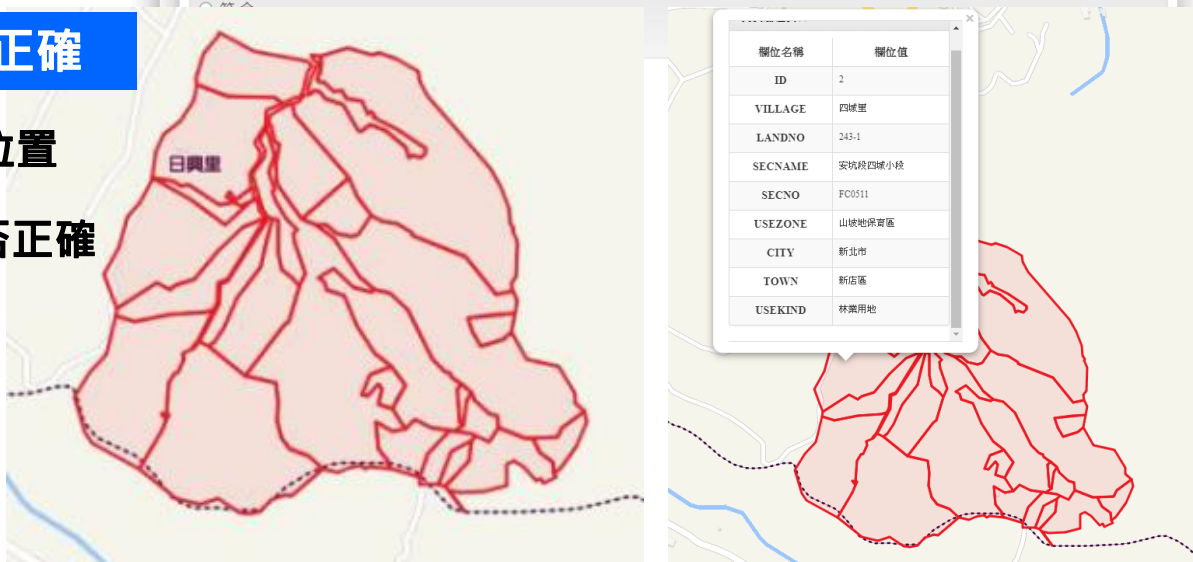 正確
位置
否正確
日興里
欄位名稱 欄位值
ID 2
VILLAGE 四城里
LANDNO 243-1
SECNAME 安坑段四城小段
SECNO FC0511
USEZONE 山坡地保育區
CITY 新北市
TOWN 新店區
USEKIND 林業用地